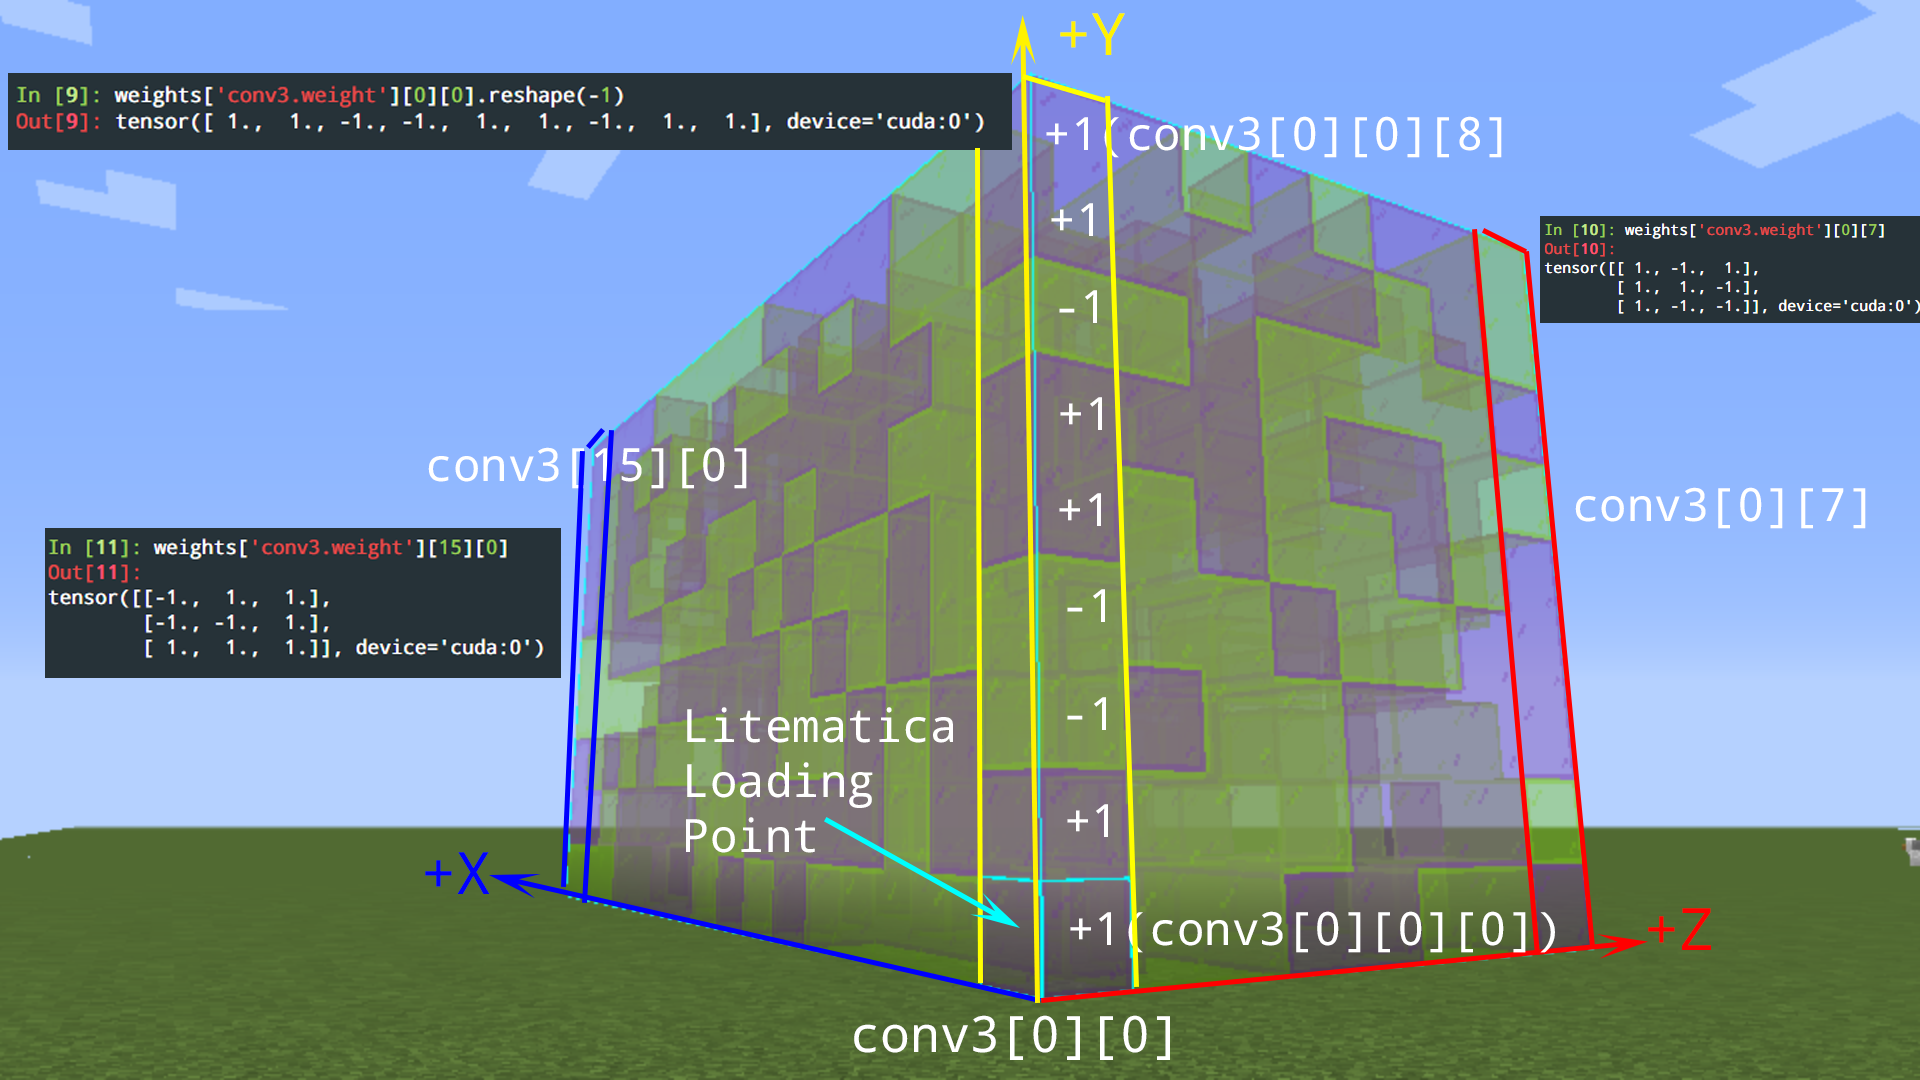 +Y
In [9]: weights['conv3.weight'][0][0].reshape(-1)
Out[9]: tensor([ 1.,  1., -1., -1.,  1.,  1., -1.,  1.,  1.], device='cuda:0')
+1(conv3[0][0][8]
+1
-1
+1
+1
-1
-1
+1
+1(conv3[0][0][0])
In [10]: weights['conv3.weight'][0][7]
Out[10]:
tensor([[ 1., -1.,  1.],
        [ 1.,  1., -1.],
        [ 1., -1., -1.]], device='cuda:0')
conv3[15][0]
conv3[0][7]
In [11]: weights['conv3.weight'][15][0]
Out[11]:
tensor([[-1.,  1.,  1.],
        [-1., -1.,  1.],
        [ 1.,  1.,  1.]], device='cuda:0')
Litematica
Loading
Point
+X
+Z
conv3[0][0]